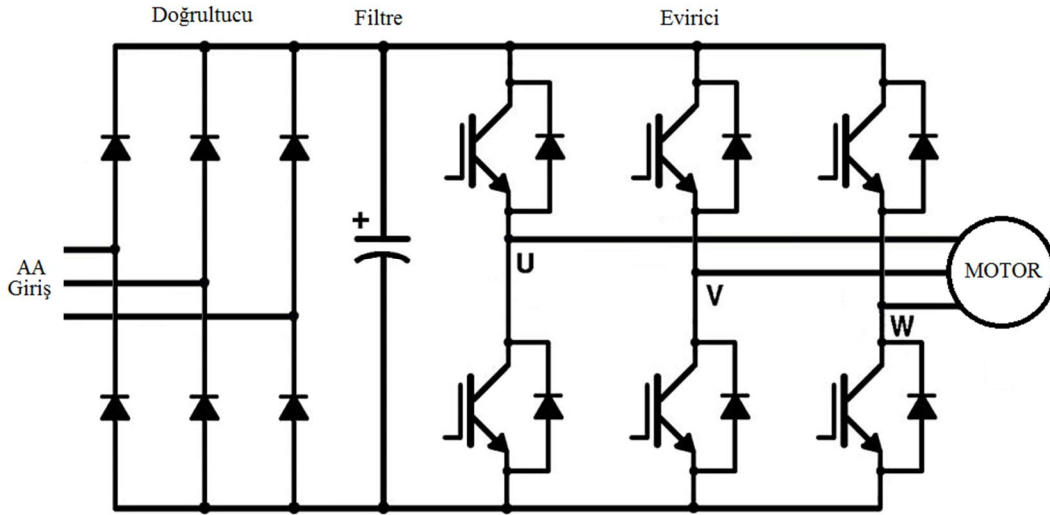 Doğrultucu
Filtre
Evirici
+
AA
Giriş
U
V
W
MOTOR